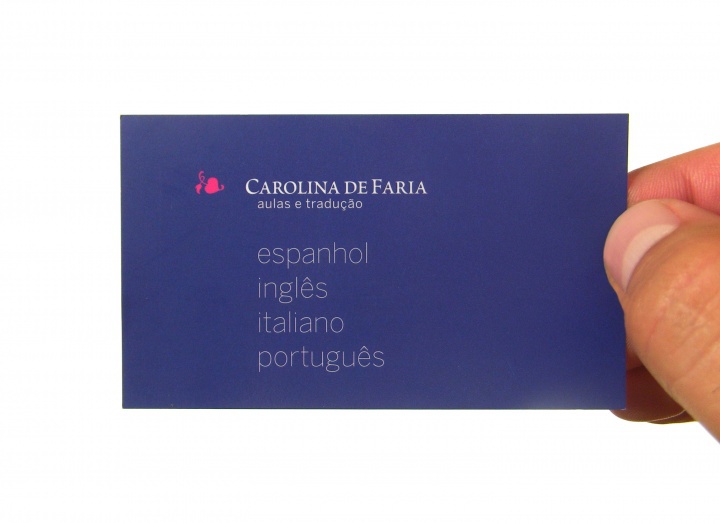 CAROLINA DE FARIA
aulas e tradução
espanhol
inglês
italiano
português